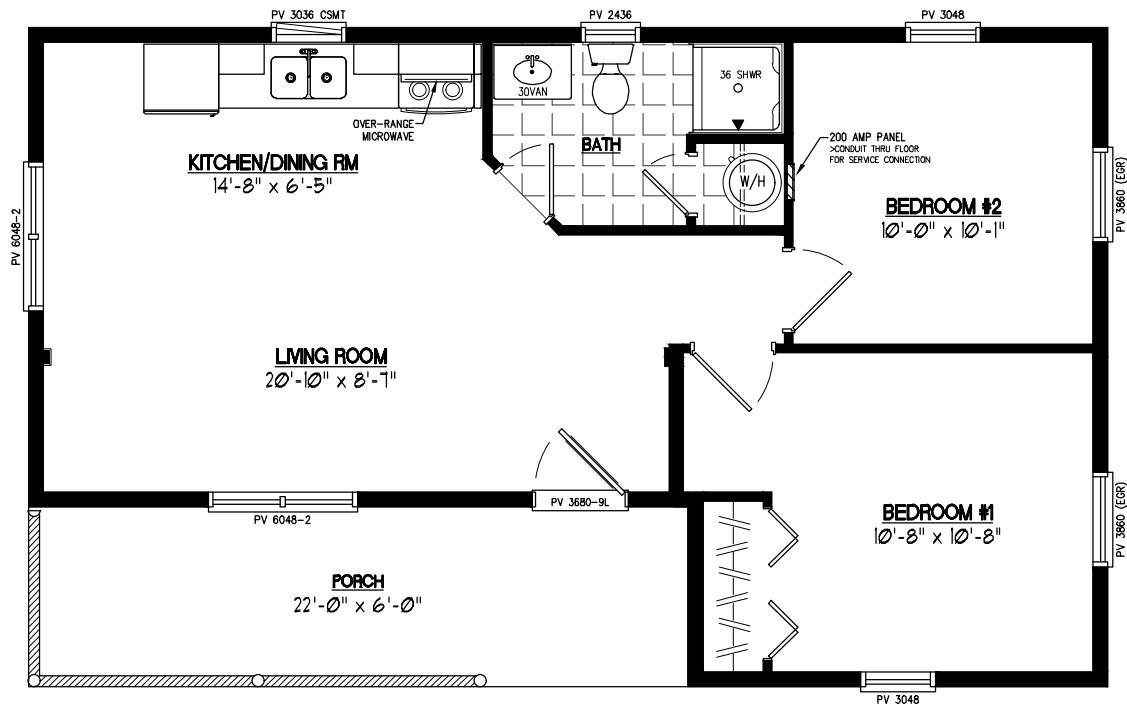 PV 3036 CSMT
PV 2436
PV 3048
36 SHWR
30VAN
OVER-RANGE
MICROWAVE
BATH
200 AMP PANEL
>CONDUIT THRU FLOOR
FOR SERVICE CONNECTION
KITCHEN/DINING RM
14'-8" x 6'-5"
W/H
PV 3860 (EGR)
BEDROOM #2
10'-0" x 10'-1"
PV 6048-2
LIVING ROOM
20'-10" x 8'-7"
PV 3680-9L
PV 6048-2
BEDROOM #1
10'-8" x 10'-8"
PV 3860 (EGR)
PORCH
22'-0" x 6'-0"
PV 3048